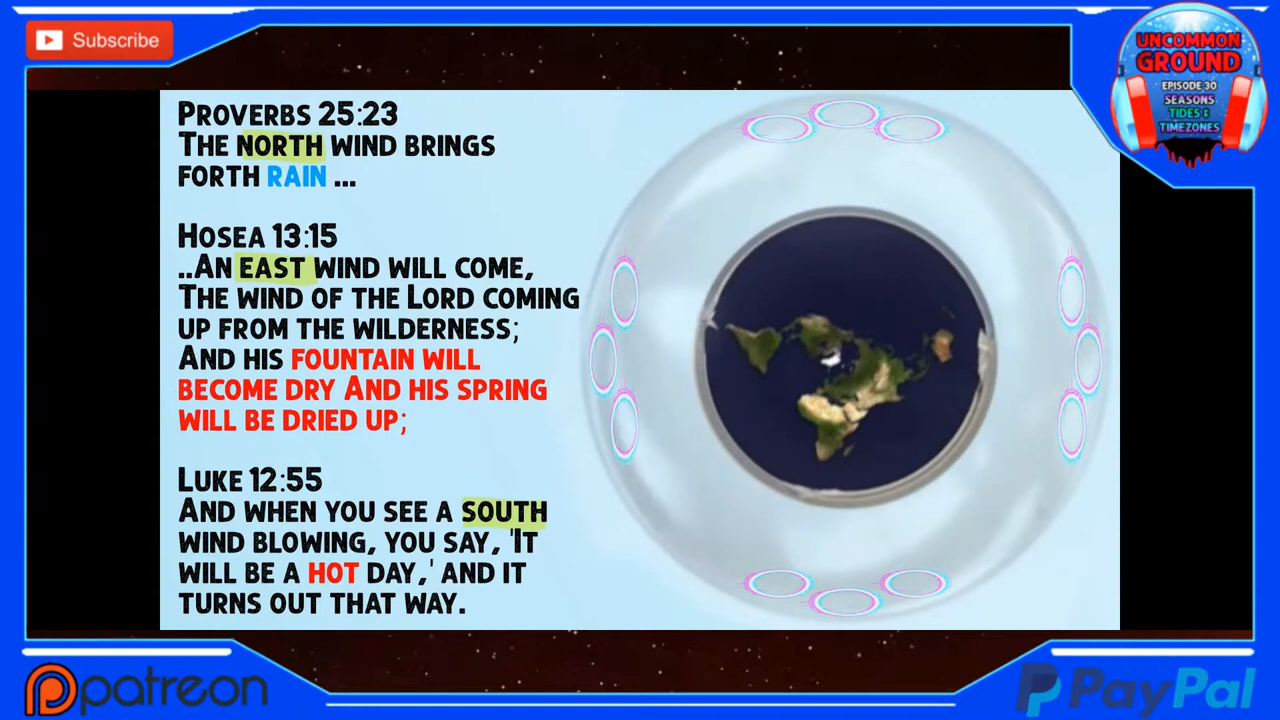 Subscribe
UNCOMMON
GROUND
EPISODE 30
SEASONS
TIDES &
TIMEZONES
PROVERBS 25:23
THE NORTH WIND BRINGS
FORTH RAIN ...
HOSEA 13:15
..AN EAST WIND WILL COME,
THE WIND OF THE LORD COMING
UP FROM THE WILDERNESS;
AND HIS FOUNTAIN WILL
BECOME DRY AND HIS SPRING
WILL BE DRIED UP;
LUKE 12:55
AND WHEN YOU SEE A SOUTH
WIND BLOWING, YOU SAY, 'IT
WILL BE A HOT DAY,' AND IT
TURNS OUT THAT WAY.
patreon
PayPal